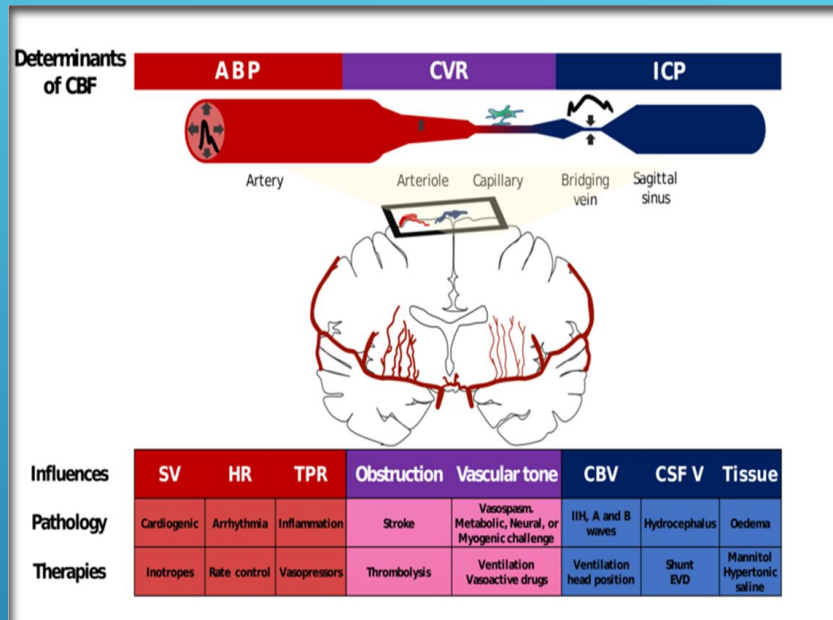 Determinants
of CBF
ABP CVR ICP
Artery Arteriole Capillary Bridging
vein Sagittal
sinus
Influences SV HR TPR Obstruction Vascular tone CBV CSF V Tissue
Pathology Cardiogenic Arrhythmia Inflammation Stroke Vasospasm.
Metabolic, Neural, or
Myogenic challenge IIH, A and B
waves Hydrocephalus Oedema
Therapies Inotropes Rate control Vasopressors Thrombolysis Ventilation
Vasoactive drugs Ventilation
head position Shunt
EVD Mannitol
Hypertonic
saline